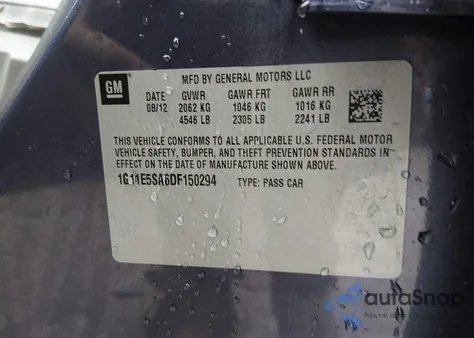 GM
MFD BY GENERAL MOTORS LLC
DATE GVWR GAWR FRT GAWR RR
08/12 2062 KG 1046 KG 1016 KG
4546 LB 2305 LB 2241 LB
THIS VEHICLE CONFORMS TO ALL APPLICABLE U.S. FEDERAL MOTOR
VEHICLE SAFETY, BUMPER, AND THEFT PREVENTION STANDARDS IN
EFFECT ON THE DATE OF MANUFACTURE SHOWN ABOVE.
1G11E5SA6DF150294 TYPE: PASS CAR
autoSnap